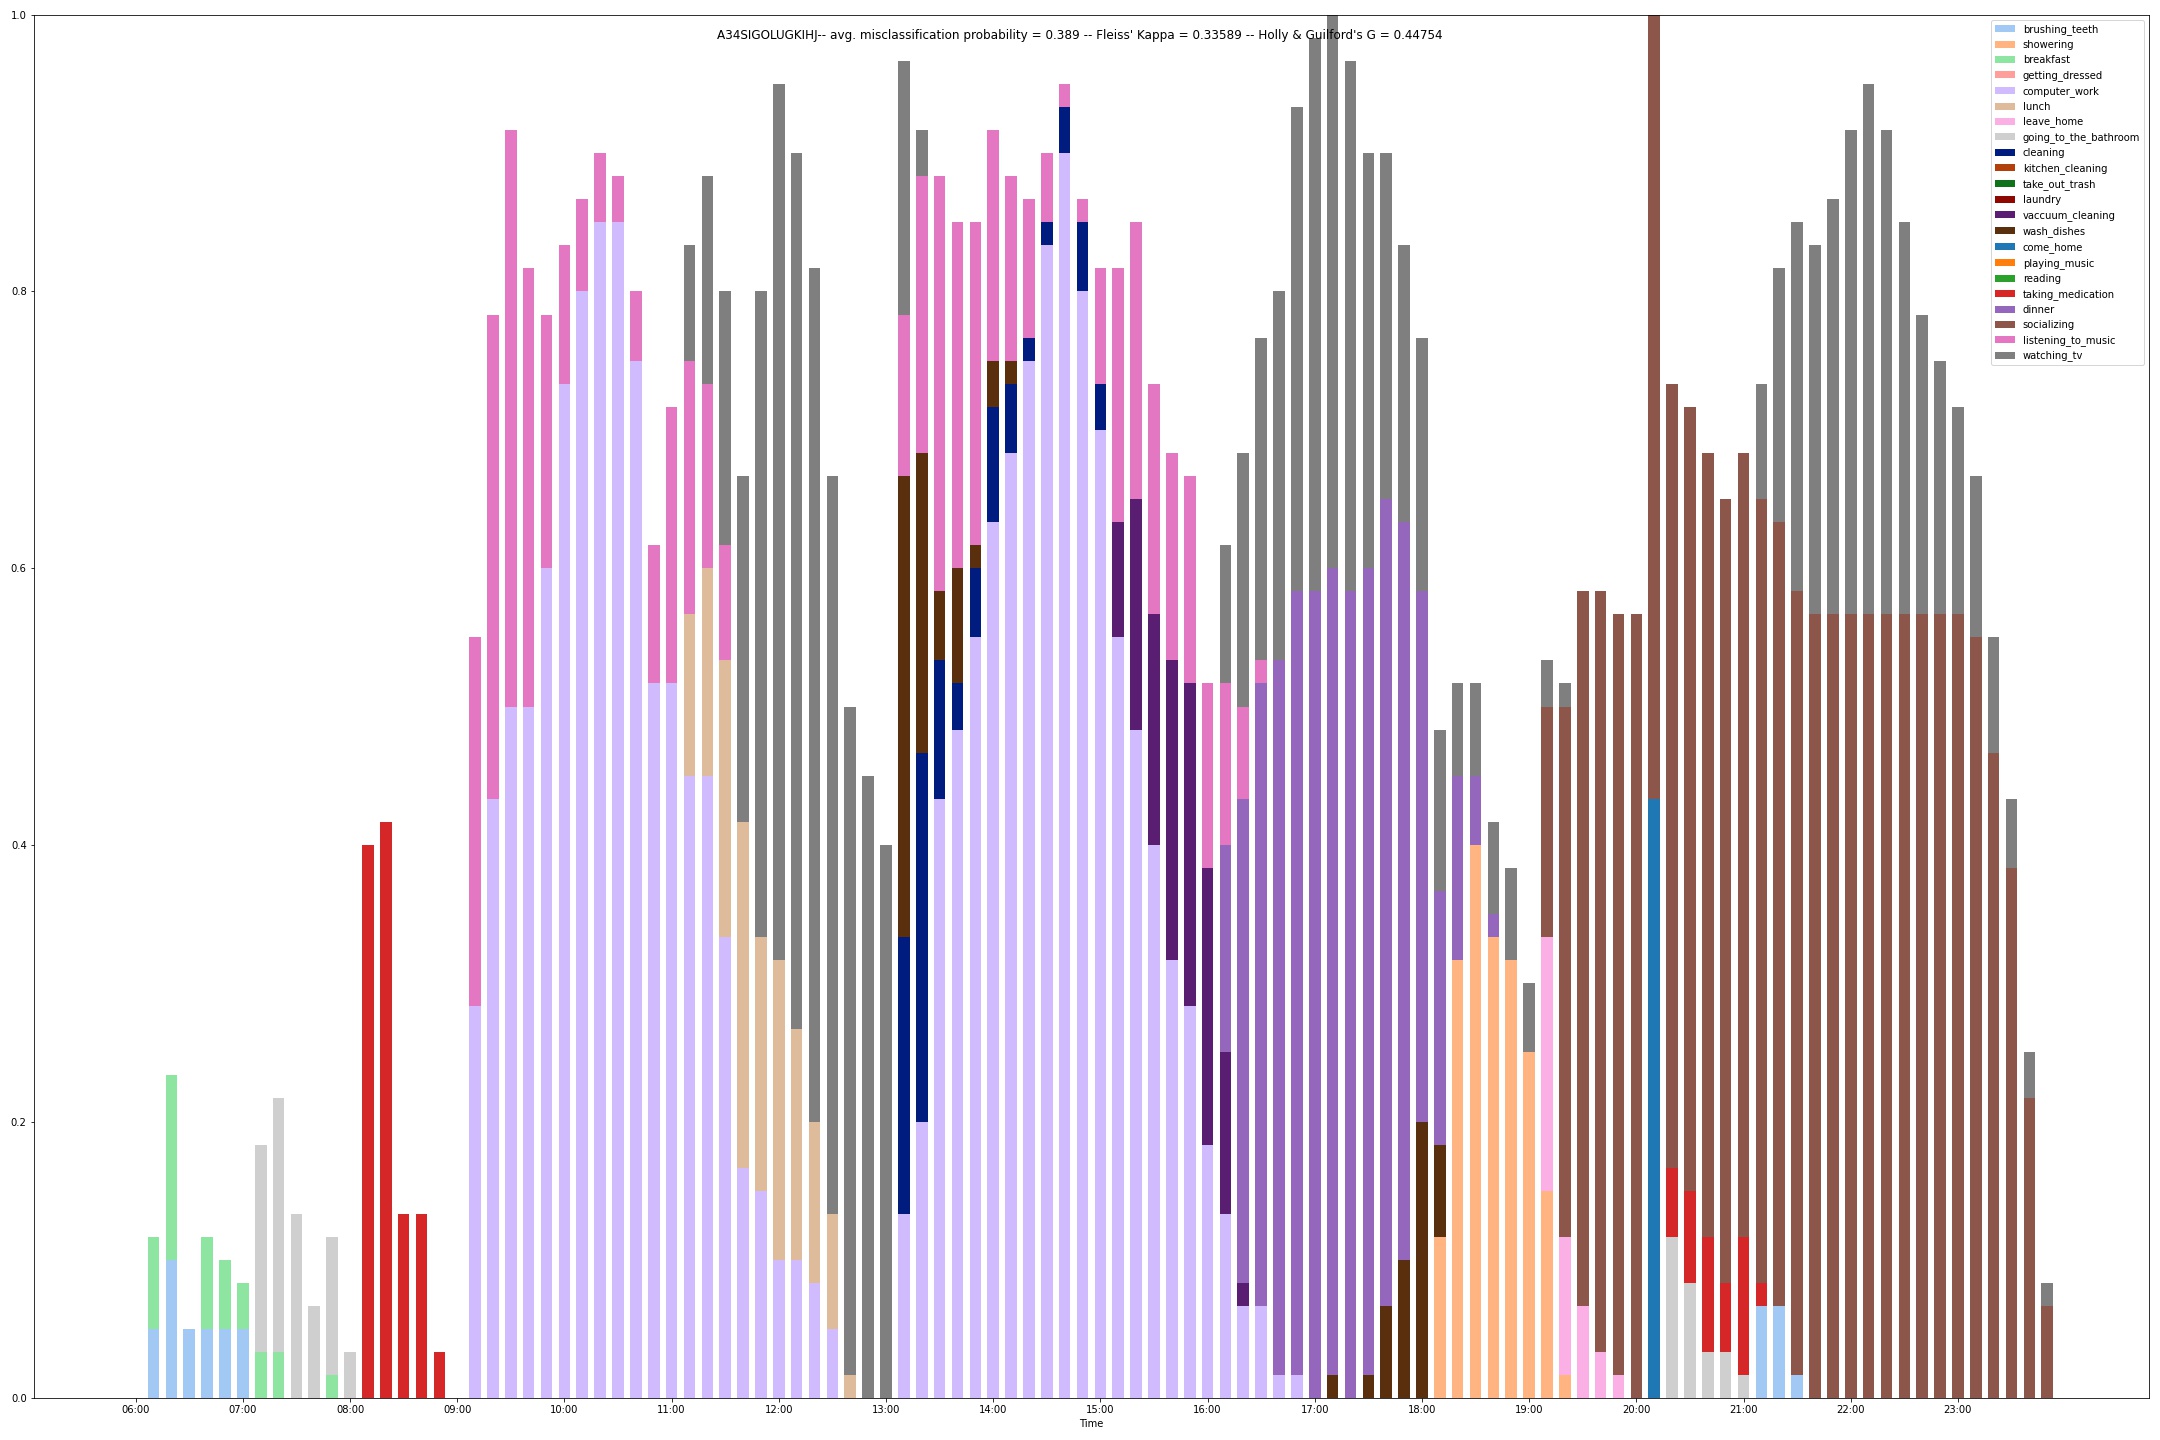 A34SIGOLUGKIHJ-- avg. misclassification probability = 0.389 -- Fleiss' Kappa = 0.33589 -- Holly & Guilford's G = 0.44754
1.0
0.8
0.6
0.4
0.2
0.0
brushing_teeth
showering
breakfast
getting_dressed
computer_work
lunch
leave_home
going_to_the_bathroom
cleaning
kitchen_cleaning
take_out_trash
laundry
vaccuum_cleaning
wash_dishes
come_home
playing_music
reading
taking_medication
dinner
socializing
listening_to_music
watching_tv
06:00 07:00 08:00 09:00 10:00 11:00 12:00 13:00 14:00 15:00 16:00 17:00 18:00 19:00 20:00 21:00 22:00 23:00
Time